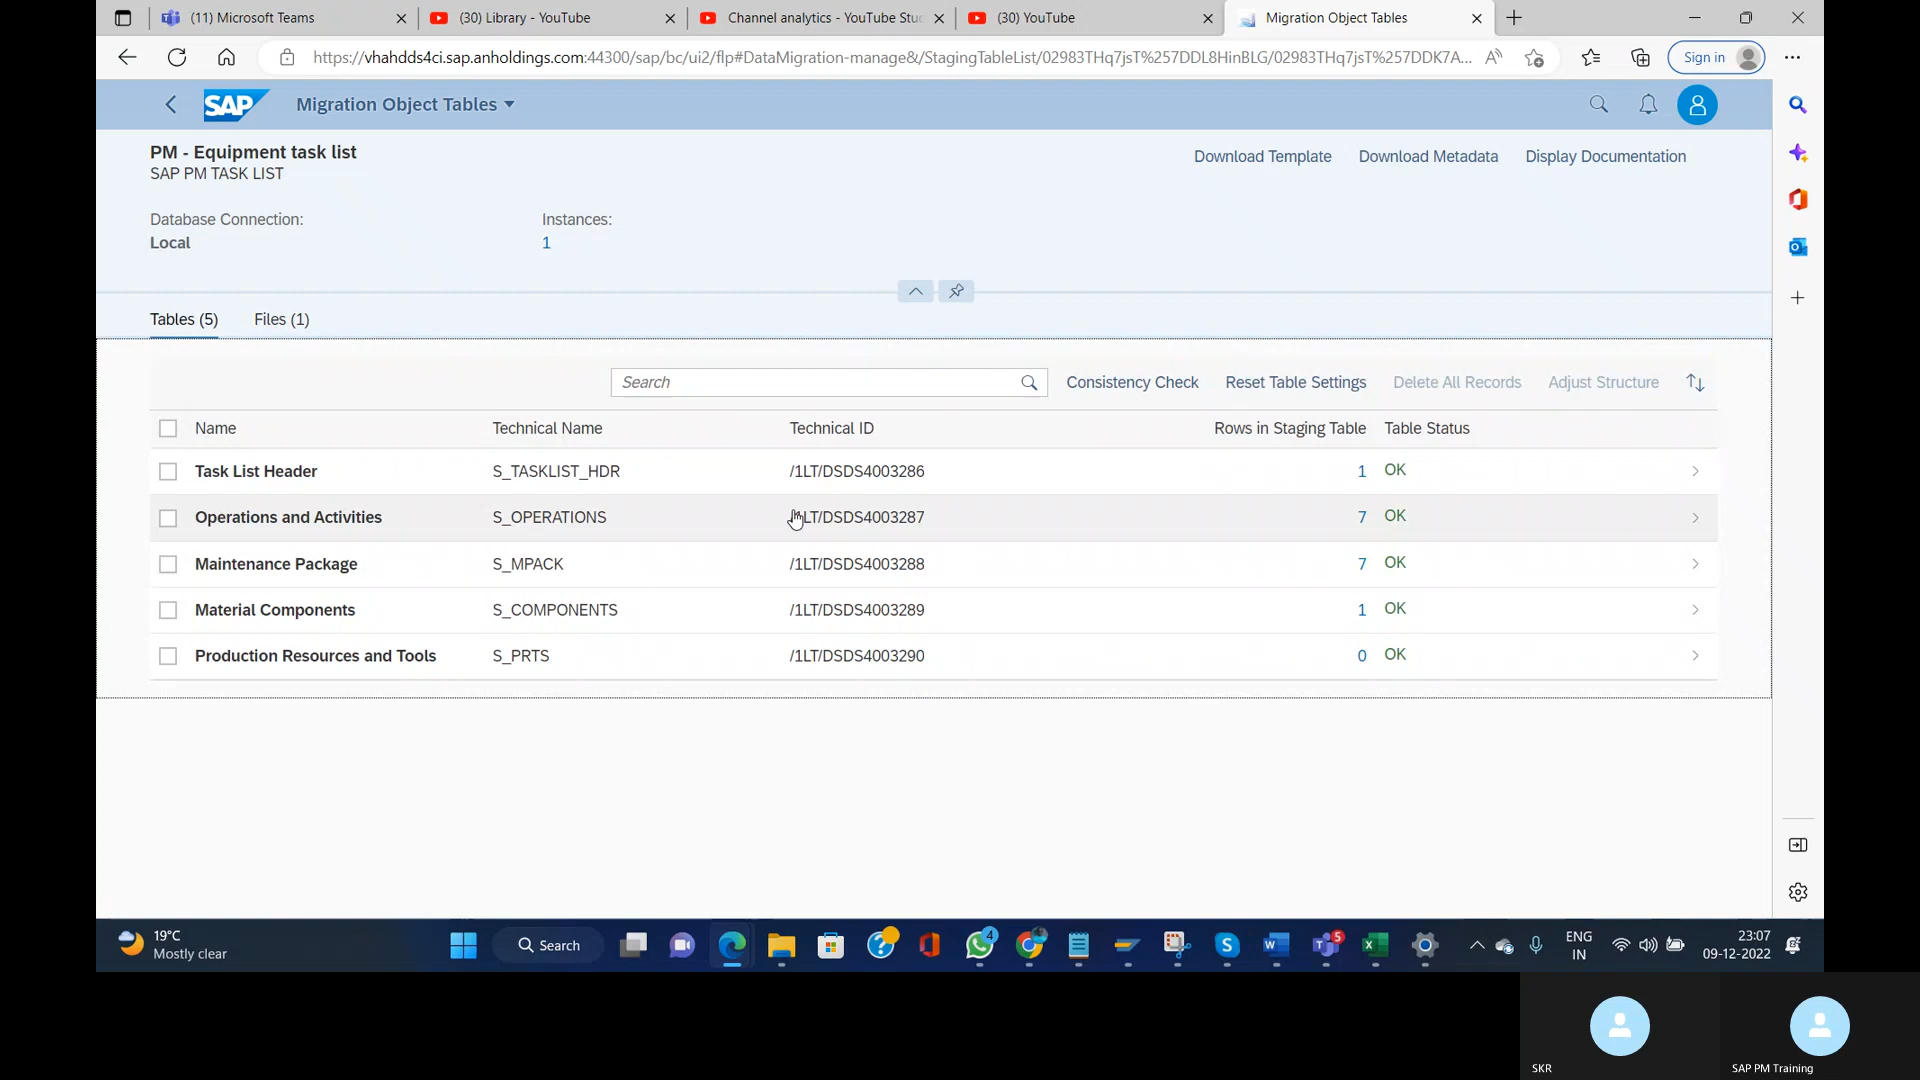 (11) Microsoft Teams
(30) Library - YouTube
Channel analytics - YouTube Stu
(30) YouTube
Migration Object Tables
https://vhahdds4ci.sap.anholdings.com:44300/sap/bc/ui2/flp#DataMigration-manage&/StagingTableList/02983THq7jsT%257DDL8HinBLG/02983THq7jsT%257DDK7A...
Sign in
SAP
Migration Object Tables
PM - Equipment task list
SAP PM TASK LIST
Download Template
Download Metadata
Display Documentation
Database Connection:
Local
Instances:
1
Tables (5)
Files (1)
Search
Consistency Check
Reset Table Settings
Delete All Records
Adjust Structure
Name Technical Name Technical ID Rows in Staging Table Table Status
Task List Header S_TASKLIST_HDR /1LT/DSDS4003286 1 OK
Operations and Activities S_OPERATIONS LT/DSDS4003287 7 OK
Maintenance Package S_MPACK /1LT/DSDS4003288 7 OK
Material Components S_COMPONENTS /1LT/DSDS4003289 1 OK
Production Resources and Tools S_PRTS /1LT/DSDS4003290 0 OK
19°C
Mostly clear
Search
4
5
ENG
IN
23:07
09-12-2022
SKR
SAP PM Training